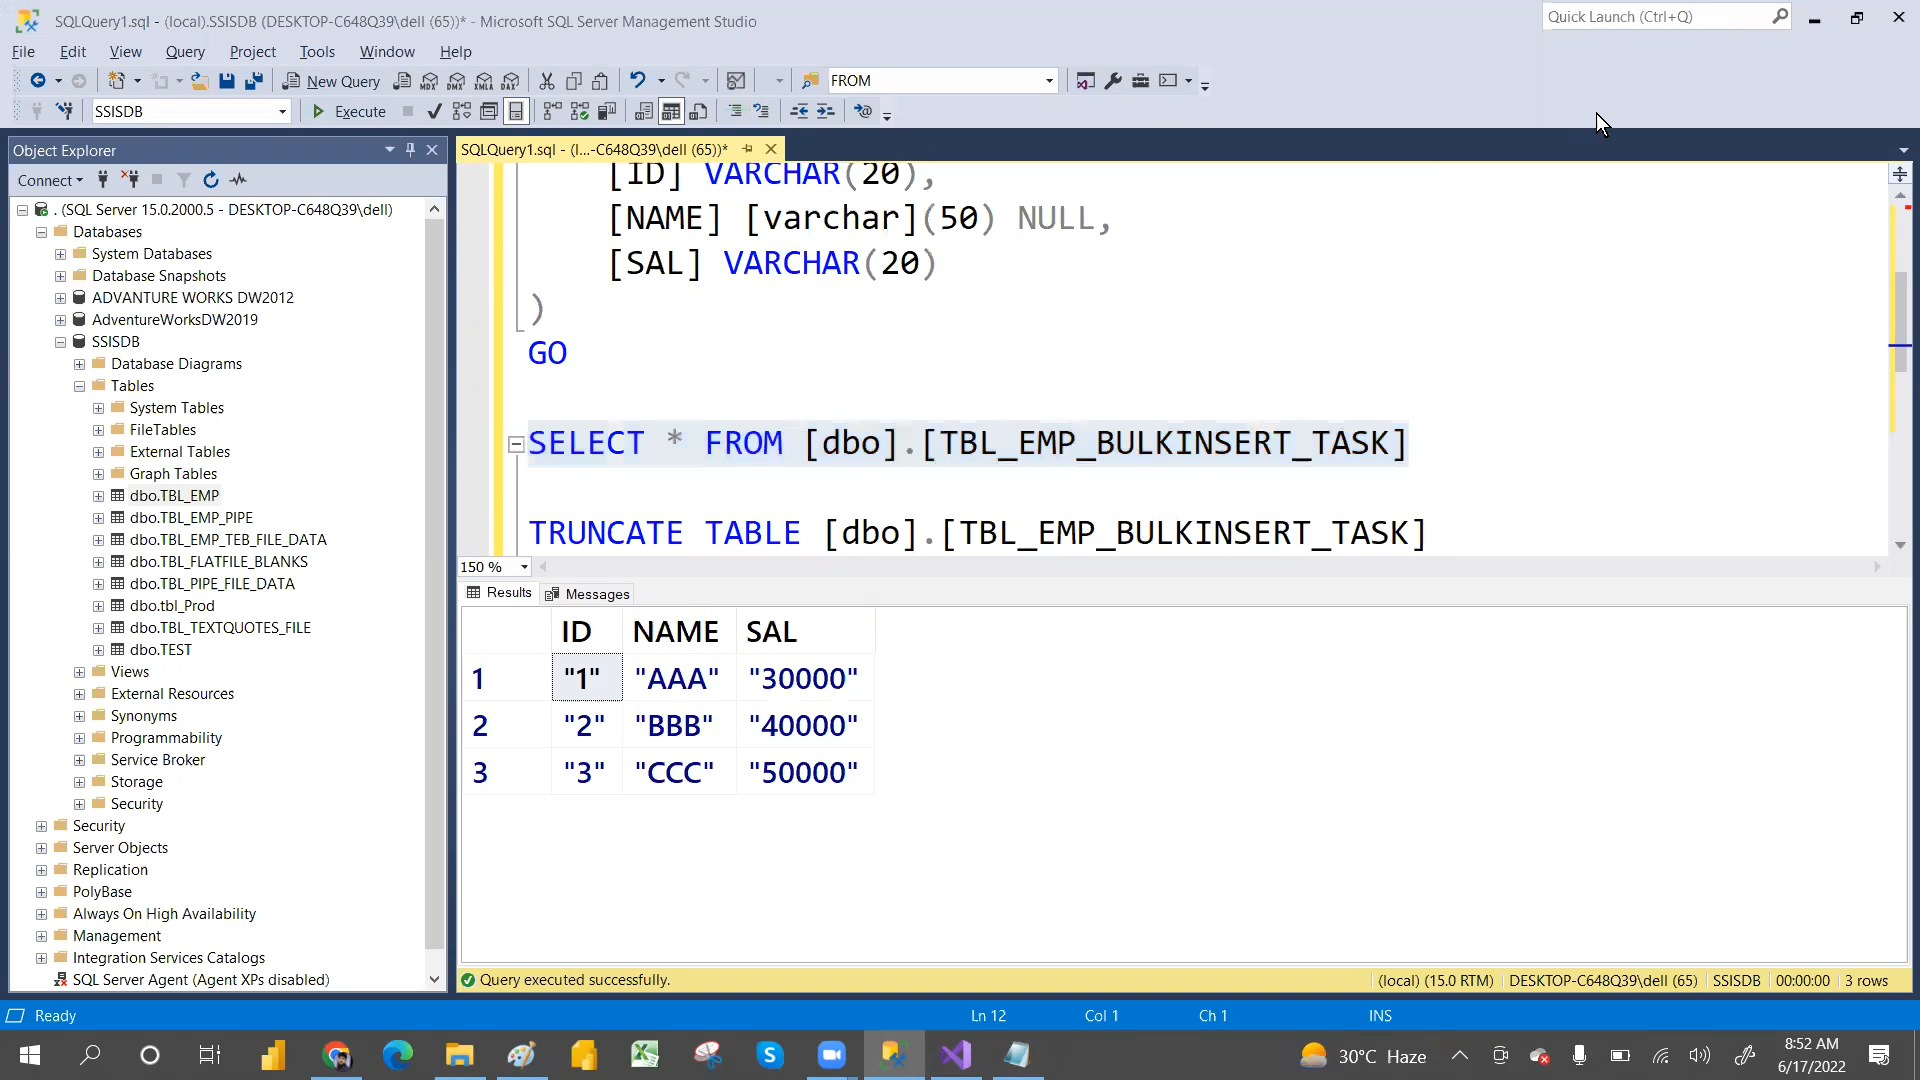 SQLQuery1.sql - (local).SSISDB (DESKTOP-C648Q39\dell (65))* - Microsoft SQL Server Management Studio
Quick Launch (Ctrl+Q)
File Edit View Query Project Tools Window Help
New Query
MDX DMX XMLA DAX
FROM
SSISDB
Execute
Object Explorer
SQLQuery1.sql - (l...-C648Q39\dell (65))*
Connect
. (SQL Server 15.0.2000.5 - DESKTOP-C648Q39\dell)
Databases
System Databases
Database Snapshots
ADVANTURE WORKS DW2012
AdventureWorksDW2019
SSISDB
Database Diagrams
Tables
System Tables
FileTables
External Tables
Graph Tables
dbo.TBL_EMP
dbo.TBL_EMP_PIPE
dbo.TBL_EMP_TEB_FILE_DATA
dbo.TBL_FLATFILE_BLANKS
dbo.TBL_PIPE_FILE_DATA
dbo.tbl_Prod
dbo.TBL_TEXTQUOTES_FILE
dbo.TEST
Views
External Resources
Synonyms
Programmability
Service Broker
Storage
Security
Security
Server Objects
Replication
PolyBase
Always On High Availability
Management
Integration Services Catalogs
SQL Server Agent (Agent XPs disabled)
[ID] VARCHAR(20),
[NAME] [varchar](50) NULL,
[SAL] VARCHAR(20)
)
GO
SELECT * FROM [dbo].[TBL_EMP_BULKINSERT_TASK]
TRUNCATE TABLE [dbo].[TBL_EMP_BULKINSERT_TASK]
150 %
Results Messages
ID NAME SAL
1 "1" "AAA" "30000"
2 "2" "BBB" "40000"
3 "3" "CCC" "50000"
Query executed successfully.
(local) (15.0 RTM) DESKTOP-C648Q39\dell (65) SSISDB 00:00:00 3 rows
Ready
Ln 12 Col 1 Ch 1 INS
30°C Haze
8:52 AM
6/17/2022